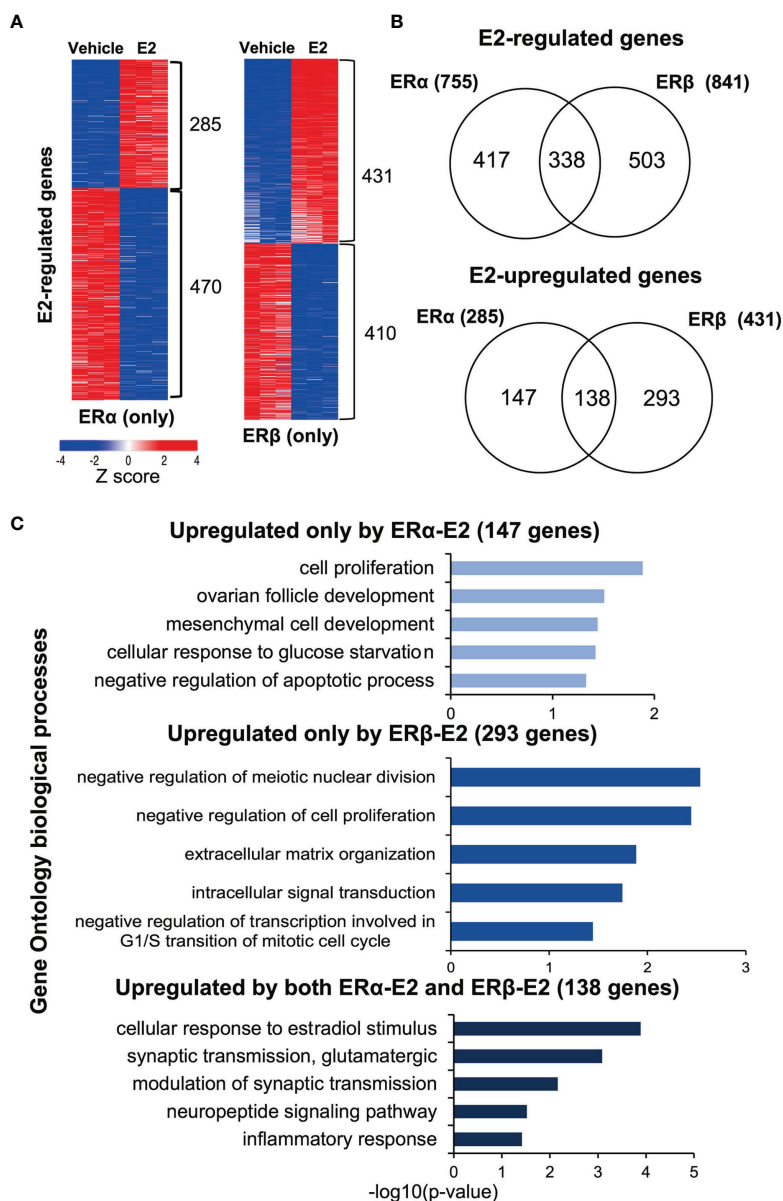 A
Vehicle E2
Vehicle E2
E2-regulated genes
285
470
431
410
ERα (only)
ERβ (only)
-4 -2 0 2 4
Z score
B
E2-regulated genes
ERα (755)
ERβ (841)
417 338 503
E2-upregulated genes
ERα (285)
ERβ (431)
147 138 293
C
Gene Ontology biological processes
Upregulated only by ERα-E2 (147 genes)
cell proliferation
ovarian follicle development
mesenchymal cell development
cellular response to glucose starvation
negative regulation of apoptotic process
0 1 2
Upregulated only by ERβ-E2 (293 genes)
negative regulation of meiotic nuclear division
negative regulation of cell proliferation
extracellular matrix organization
intracellular signal transduction
negative regulation of transcription involved in
G1/S transition of mitotic cell cycle
0 1 2 3
Upregulated by both ERα-E2 and ERβ-E2 (138 genes)
cellular response to estradiol stimulus
synaptic transmission, glutamatergic
modulation of synaptic transmission
neuropeptide signaling pathway
inflammatory response
0 1 2 3 4 5
-log10(p-value)